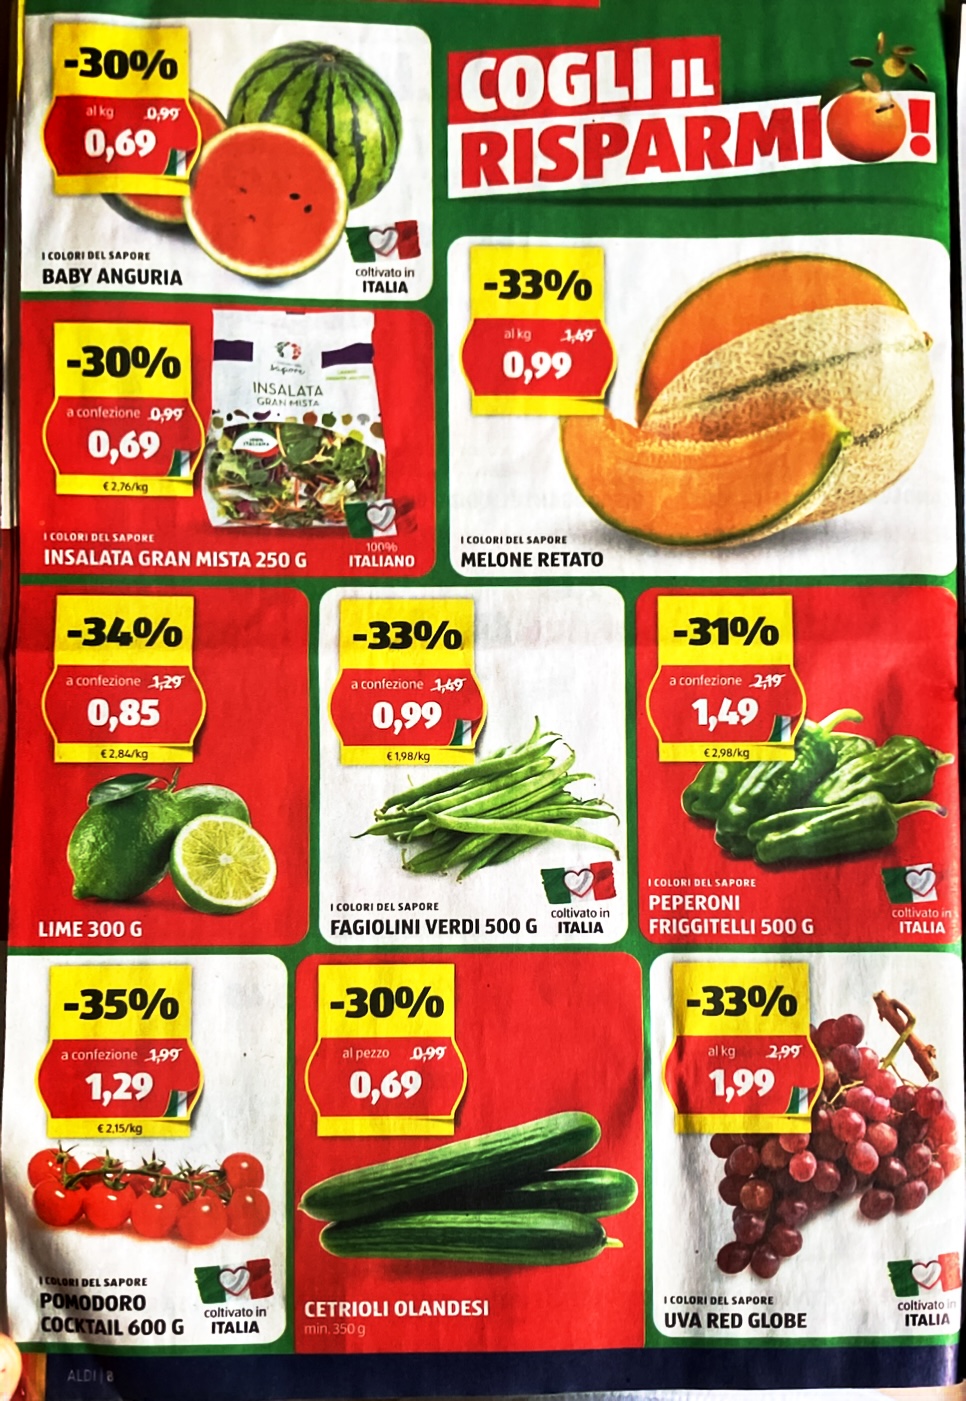 -30%
al kg 0,99
0,69
I COLORI DEL SAPORE
BABY ANGURIA
coltivato in
ITALIA
COGLI IL
RISPARMIO!
-33%
al kg 1,49
0,99
I COLORI DEL SAPORE
MELONE RETATO
-30%
a confezione 0,99
0,69
€ 2,76/kg
INSALATA
GRAN MISTA
I COLORI DEL SAPORE
INSALATA GRAN MISTA 250 G
100%
ITALIANO
-34%
a confezione 1,29
0,85
€ 2,84/kg
LIME 300 G
-33%
a confezione 1,49
0,99
€ 1,98/kg
I COLORI DEL SAPORE
FAGIOLINI VERDI 500 G
coltivato in
ITALIA
-31%
a confezione 2,19
1,49
€ 2,98/kg
I COLORI DEL SAPORE
PEPERONI
FRIGGITELLI 500 G
coltivato in
ITALIA
-35%
a confezione 1,99
1,29
€ 2,15/kg
I COLORI DEL SAPORE
POMODORO
COCKTAIL 600 G
coltivato in
ITALIA
-30%
al pezzo 0,99
0,69
CETRIOLI OLANDESI
min. 350 g
-33%
al kg 2,99
1,99
I COLORI DEL SAPORE
UVA RED GLOBE
coltivato in
ITALIA
ALDI | 8